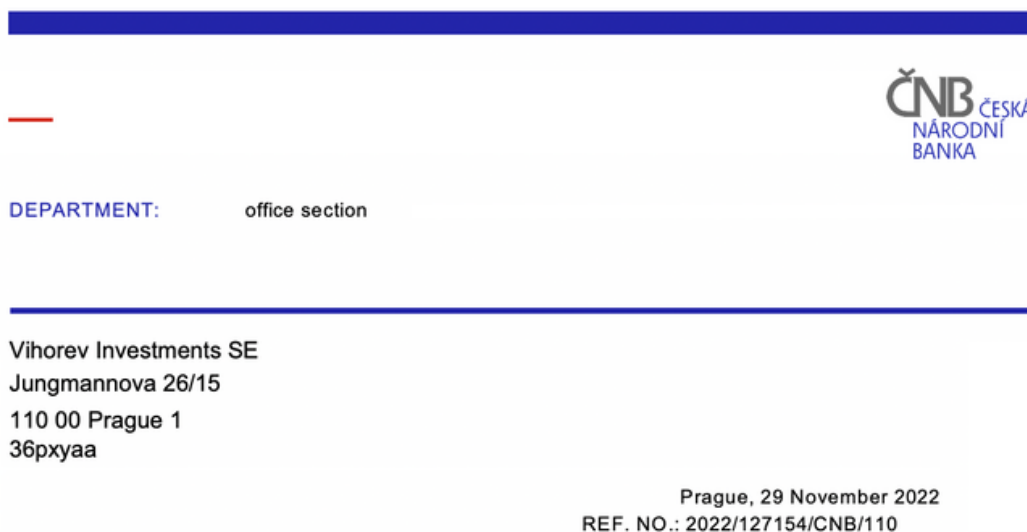 ČNB ČESKÁ
NÁRODNÍ
BANKA
DEPARTMENT: office section
Vihorev Investments SE
Jungmannova 26/15
110 00 Prague 1
36pxyaa
Prague, 29 November 2022
REF. NO.: 2022/127154/CNB/110